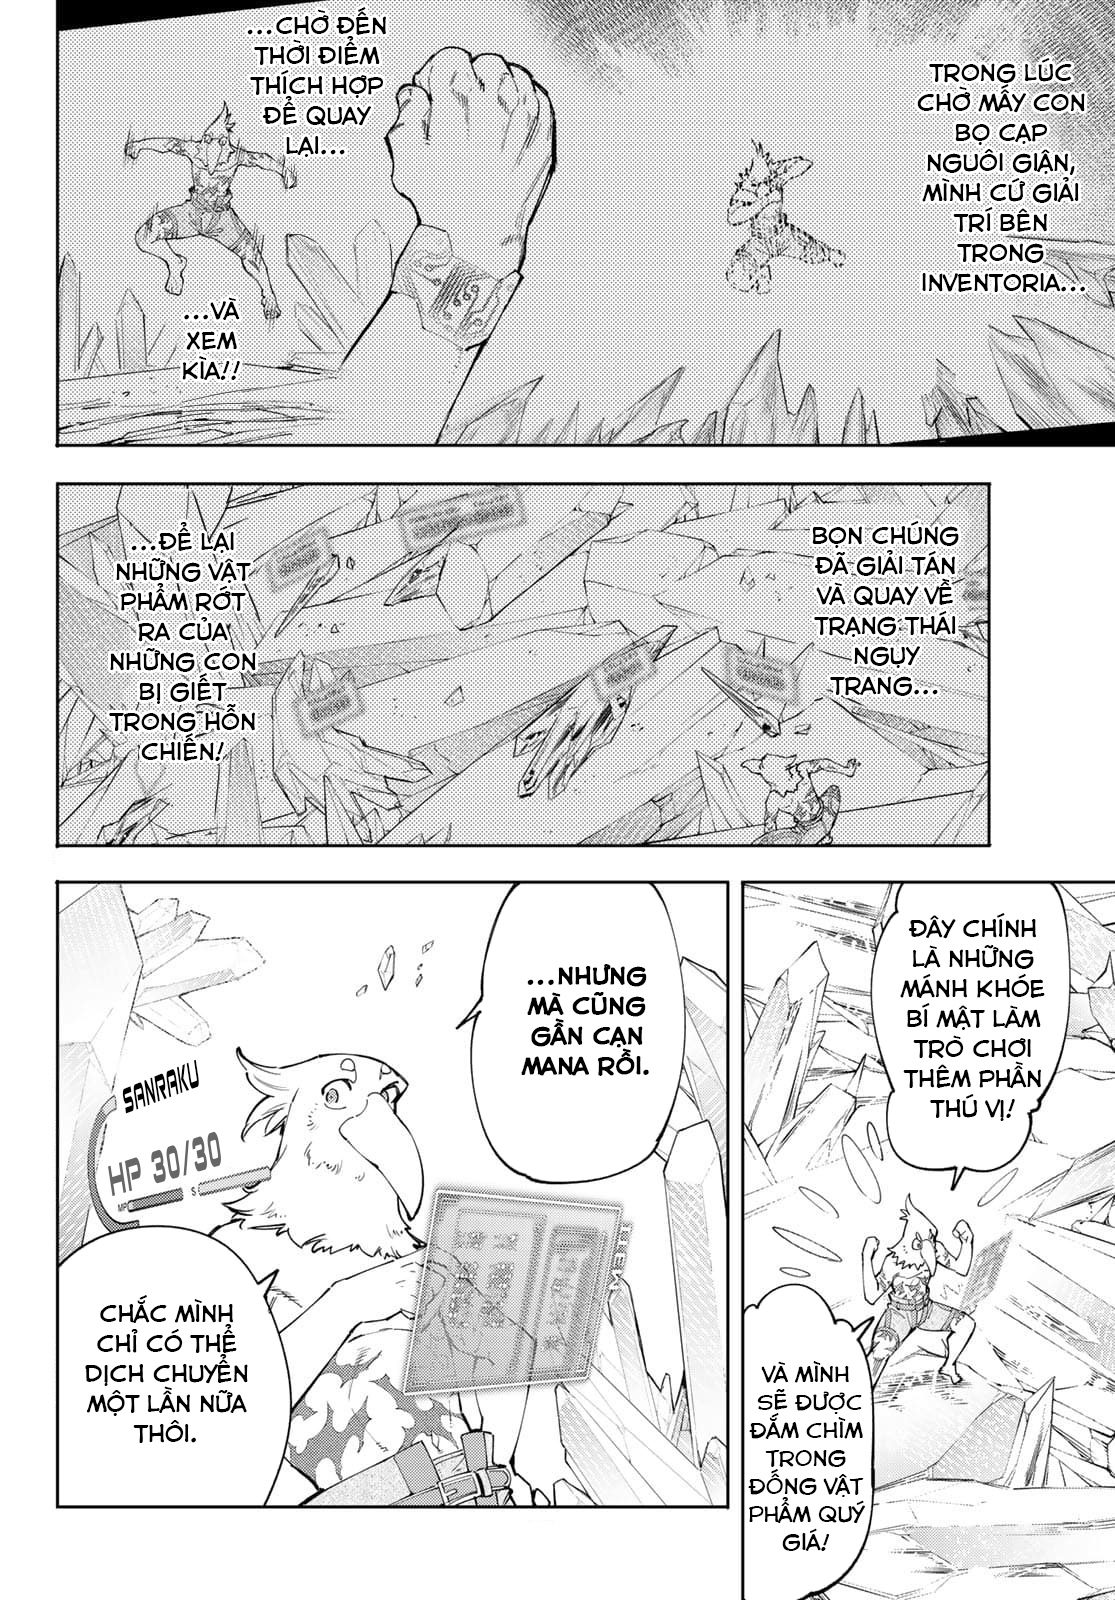 TRONG LÚC
CHỜ MẤY CON
BỌ CẠP
NGUÔI GIẬN,
MÌNH CỨ GIẢI
TRÍ BÊN
TRONG
INVENTORIA...
...CHỜ ĐẾN
THỜI ĐIỂM
THÍCH HỢP
ĐỂ QUAY
LẠI...
...VÀ
XEM
KÌA!!
BỌN CHÚNG
ĐÃ GIẢI TÁN
VÀ QUAY VỀ
TRẠNG THÁI
NGỤY
TRANG...
...ĐỂ LẠI
NHỮNG VẬT
PHẨM RỚT
RA CỦA
NHỮNG CON
BỊ GIẾT
TRONG HỖN
CHIẾN!
ĐÂY CHÍNH
LÀ NHỮNG
MÁNH KHÓE
BÍ MẬT LÀM
TRÒ CHƠI
THÊM PHẦN
THÚ VỊ!
VÀ MÌNH
SẼ ĐƯỢC
ĐẮM CHÌM
TRONG
ĐỐNG VẬT
PHẨM QUÝ
GIÁ!
...NHƯNG
MÀ CŨNG
GẦN CẠN
MANA RỒI.
SANRAKU
HP 30/30
MP
S
ITEM
CHẮC MÌNH
CHỈ CÓ THỂ
DỊCH CHUYỂN
MỘT LẦN NỮA
THÔI.